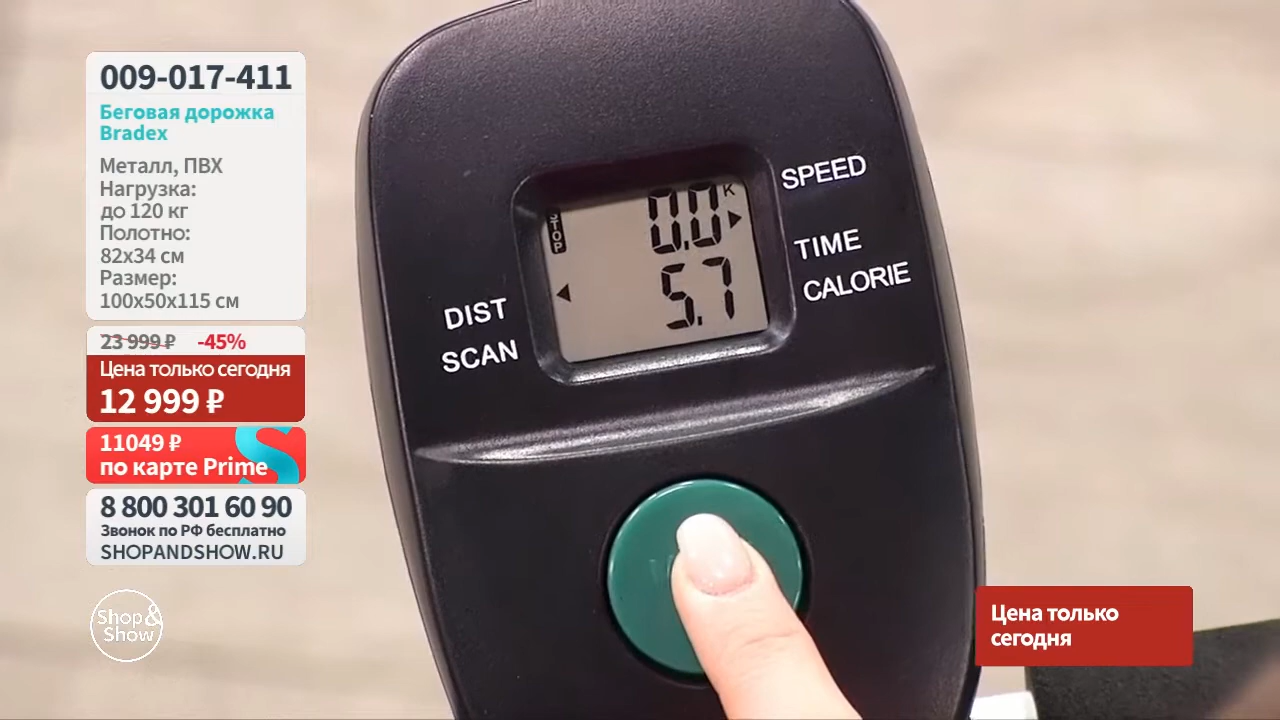 009-017-411
Беговая дорожка
Bradex
Металл, ПВХ
Нагрузка:
до 120 кг
Полотно:
82х34 см
Размер:
100х50х115 см
23 999 ₽ -45%
Цена только сегодня
12 999 ₽
11049 ₽
по карте Prime
8 800 301 60 90
Звонок по РФ бесплатно
SHOPANDSHOW.RU
Shop&
Show
STOP
0.0 K
5.7
SPEED
TIME
CALORIE
DIST
SCAN
Цена только
сегодня